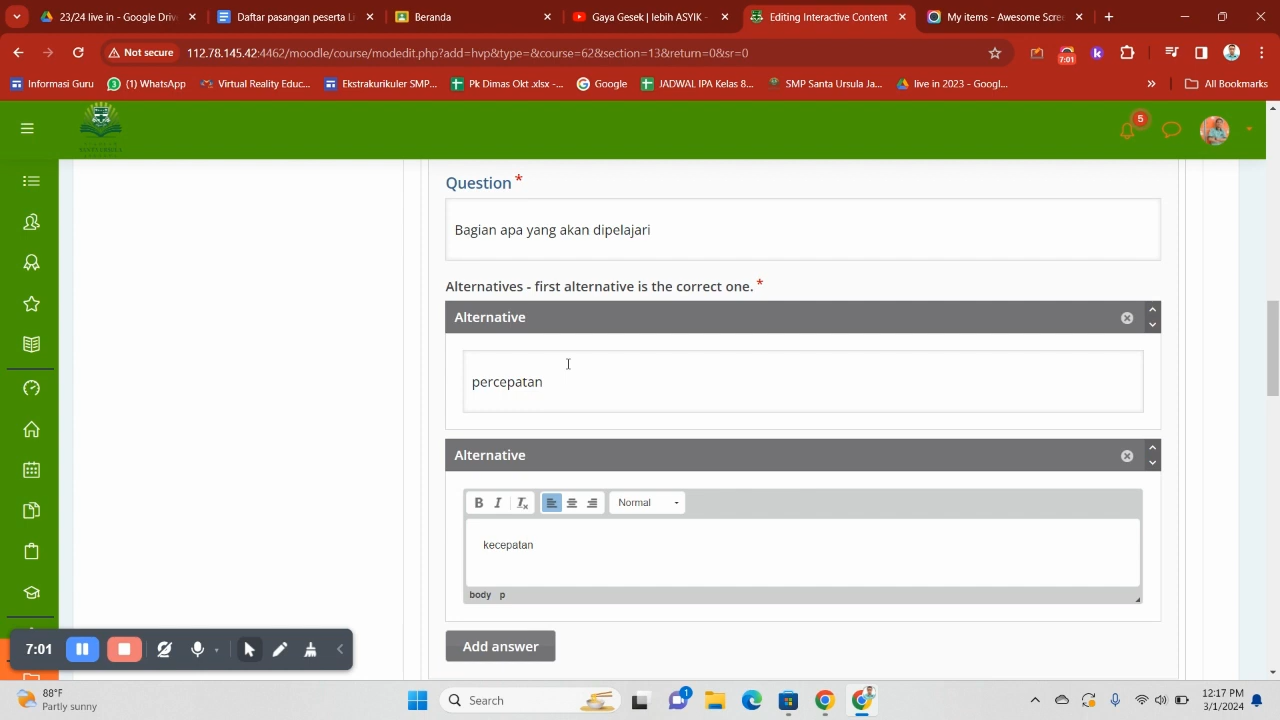 23/24 live in - Google Driv
Daftar pasangan peserta Li
Beranda
Gaya Gesek | lebih ASYIK -
Editing Interactive Content
My items - Awesome Scre
Not secure
112.78.145.42:4462/moodle/course/modedit.php?add=hvp&type=&course=62&section=13&return=0&sr=0
7:01
Informasi Guru
(1) WhatsApp
Virtual Reality Educ...
Ekstrakurikuler SMP...
Pk Dimas Okt .xlsx -...
Google
JADWAL IPA Kelas 8...
SMP Santa Ursula Ja...
live in 2023 - Googl...
All Bookmarks
5
Question *
Bagian apa yang akan dipelajari
Alternatives - first alternative is the correct one. *
Alternative
percepatan
Alternative
B I Tx Normal
kecepatan
body p
Add answer
7:01
88°F
Partly sunny
Search
1
12:17 PM
3/1/2024